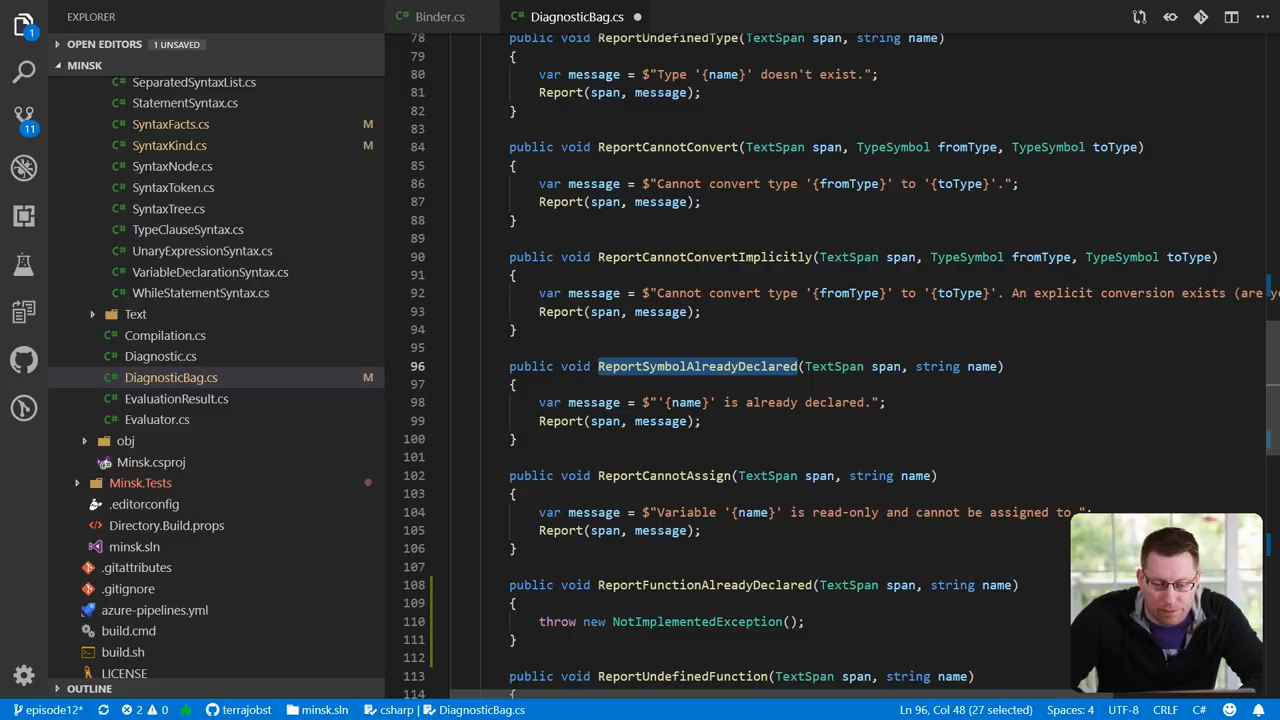 EXPLORER
Binder.cs
DiagnosticBag.cs
OPEN EDITORS 1 UNSAVED
MINSK
SeparatedSyntaxList.cs
StatementSyntax.cs
SyntaxFacts.cs M
SyntaxKind.cs M
SyntaxNode.cs
SyntaxToken.cs
SyntaxTree.cs
TypeClauseSyntax.cs
UnaryExpressionSyntax.cs
VariableDeclarationSyntax.cs
WhileStatementSyntax.cs
Text
Compilation.cs
Diagnostic.cs
DiagnosticBag.cs M
EvaluationResult.cs
Evaluator.cs
obj
Minsk.csproj
Minsk.Tests
.editorconfig
Directory.Build.props
minsk.sln
.gitattributes
.gitignore
azure-pipelines.yml
build.cmd
build.sh
LICENSE
OUTLINE
1
11
78 public void ReportUndefinedType(TextSpan span, string name)
79 {
80 var message = $"Type '{name}' doesn't exist.";
81 Report(span, message);
82 }
83
84 public void ReportCannotConvert(TextSpan span, TypeSymbol fromType, TypeSymbol toType)
85 {
86 var message = $"Cannot convert type '{fromType}' to '{toType}'.";
87 Report(span, message);
88 }
89
90 public void ReportCannotConvertImplicitly(TextSpan span, TypeSymbol fromType, TypeSymbol toType)
91 {
92 var message = $"Cannot convert type '{fromType}' to '{toType}'. An explicit conversion exists (are y
93 Report(span, message);
94 }
95
96 public void ReportSymbolAlreadyDeclared(TextSpan span, string name)
97 {
98 var message = $"'{name}' is already declared.";
99 Report(span, message);
100 }
101
102 public void ReportCannotAssign(TextSpan span, string name)
103 {
104 var message = $"Variable '{name}' is read-only and cannot be assigned to.";
105 Report(span, message);
106 }
107
108 public void ReportFunctionAlreadyDeclared(TextSpan span, string name)
109 {
110 throw new NotImplementedException();
111 }
112
113 public void ReportUndefinedFunction(TextSpan span, string name)
114 {
episode12* 2 0 terrajobst minsk.sln csharp | DiagnosticBag.cs Ln 96, Col 48 (27 selected) Spaces: 4 UTF-8 CRLF C#